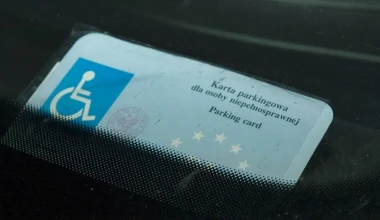 Karta parkingowa
dla osoby niepełnosprawnej
Parking card